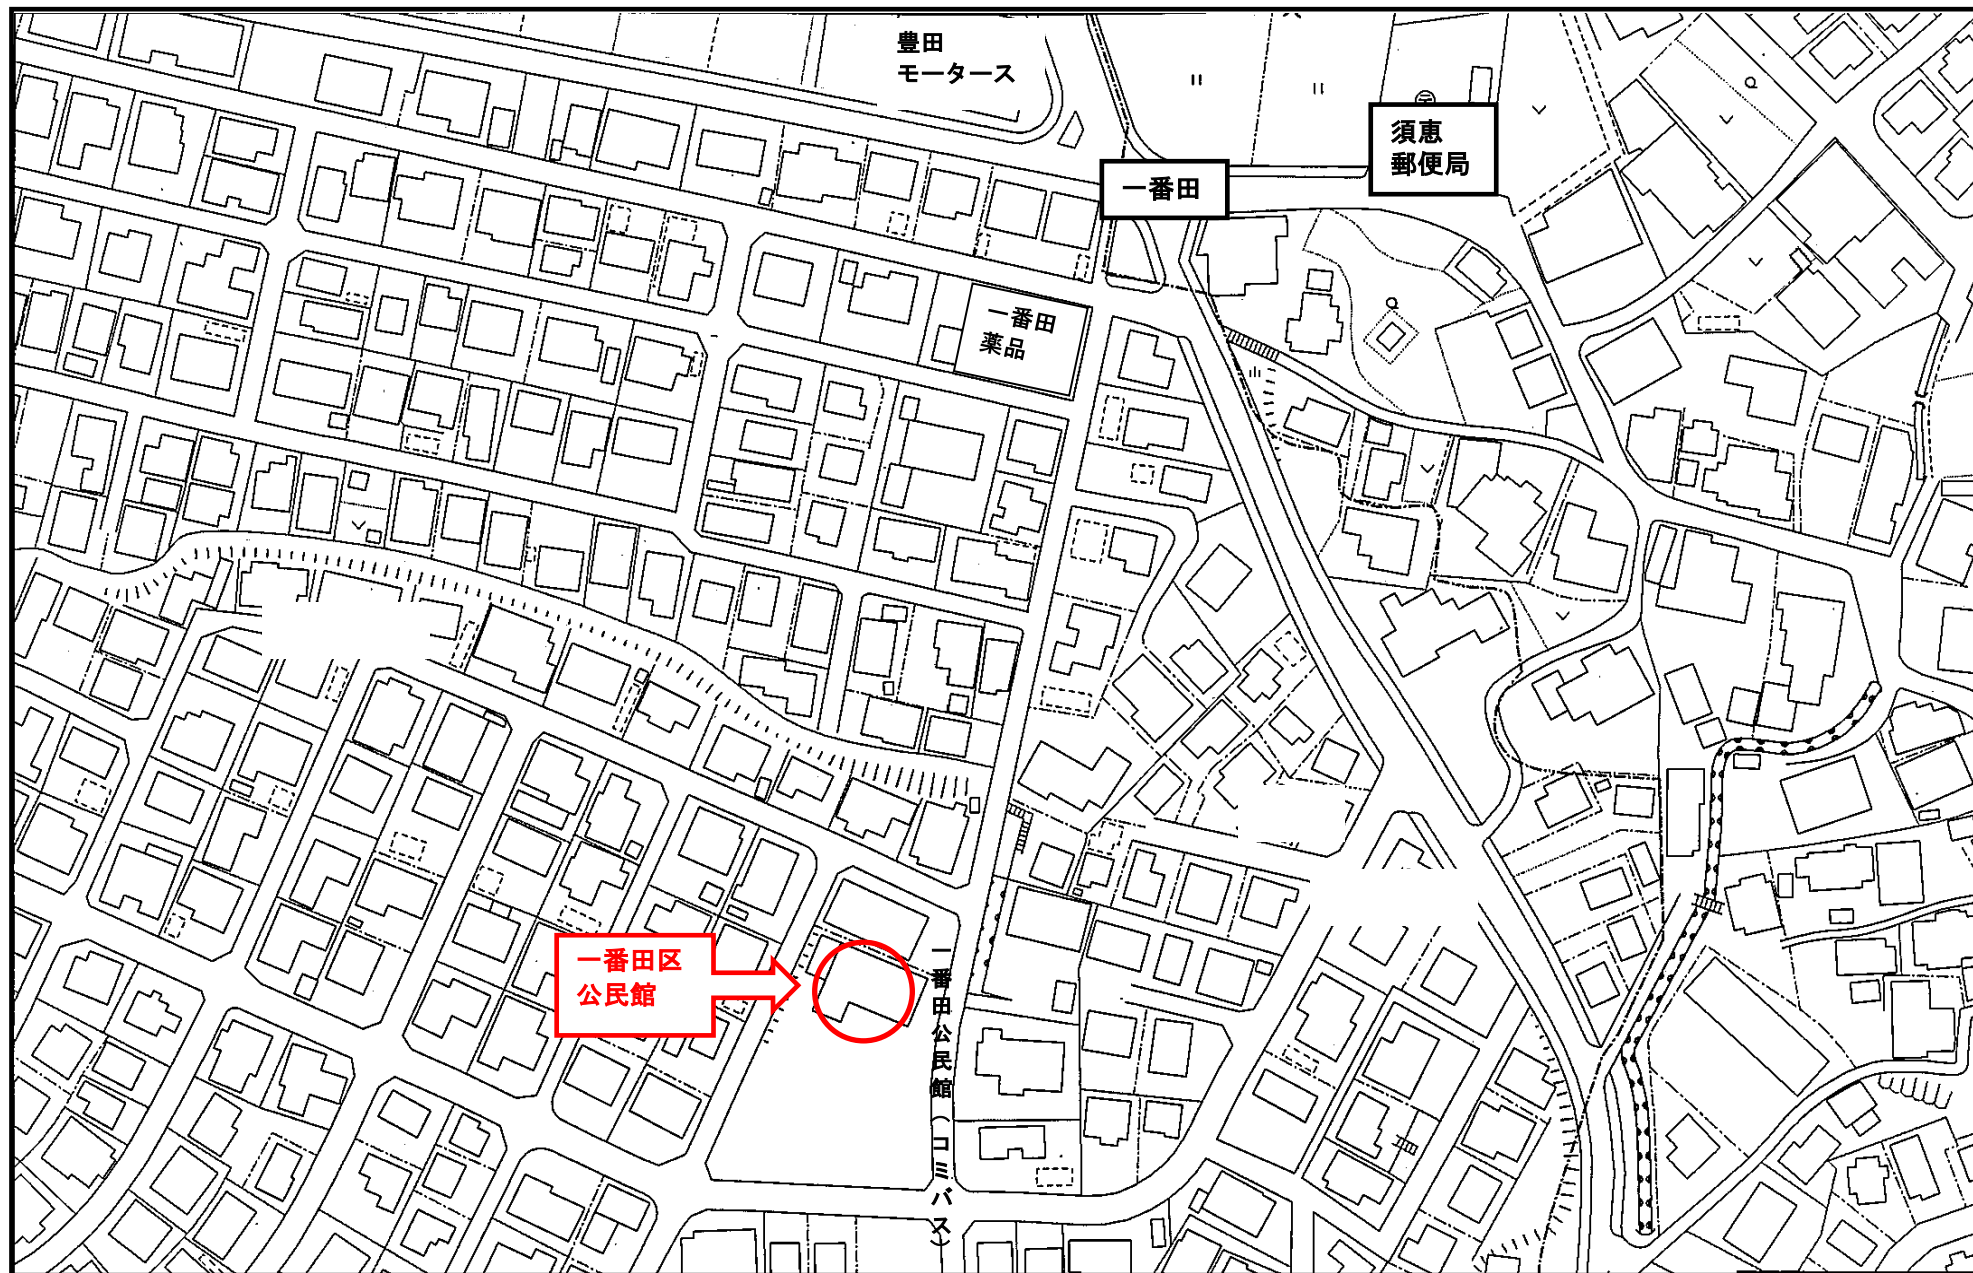 豊田
モータース
須恵
郵便局
一番田
一番田
薬品
一番田区
公民館
一番田公民館（コミバス）